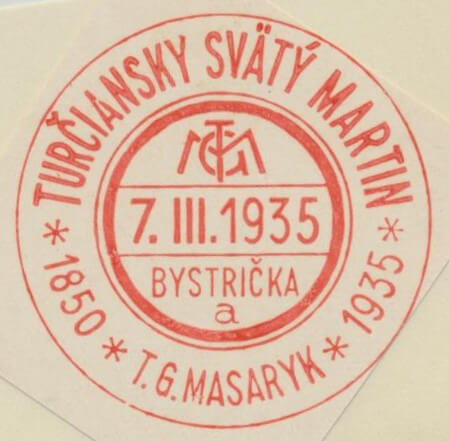 TURČIANSKY SVÄTÝ MARTIN
TGM
7. III. 1935
BYSTRIČKA
a
* 1850 * T. G. MASARYK * 1935 *